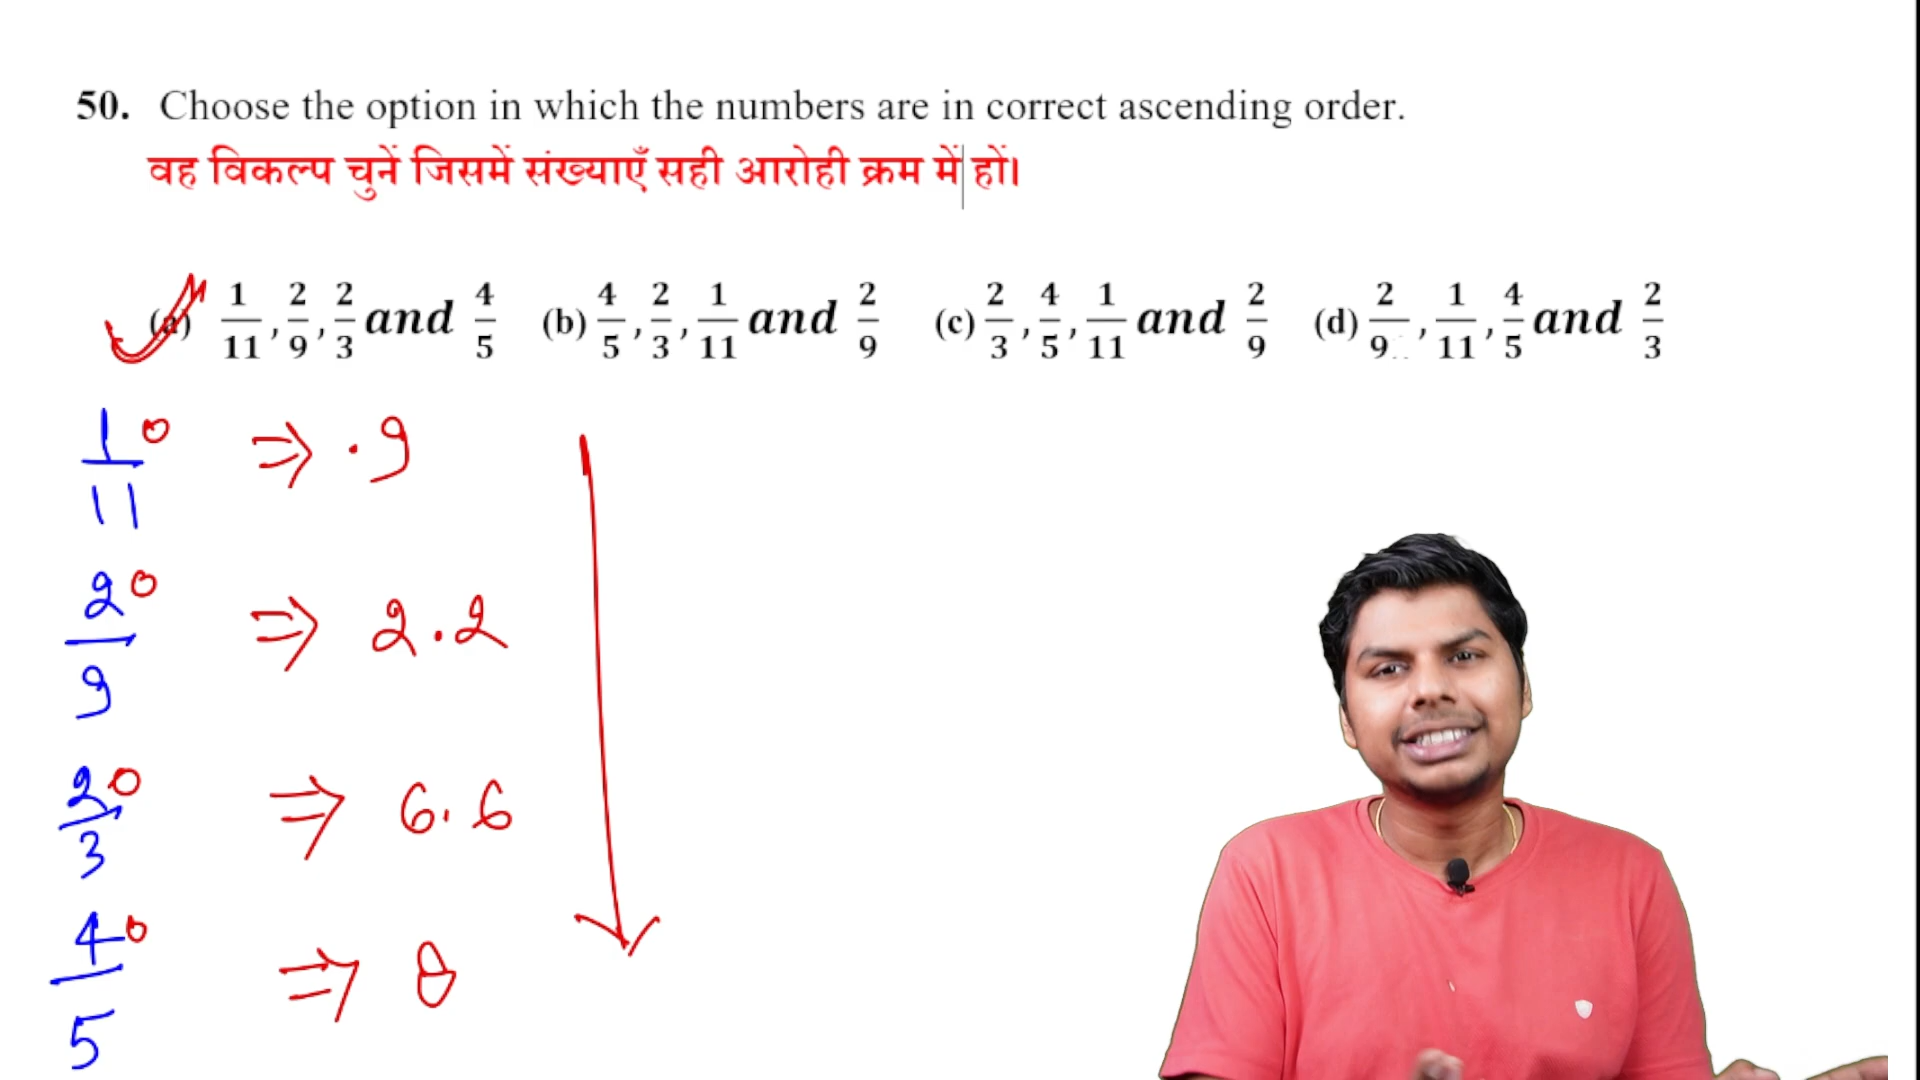 50. Choose the option in which the numbers are in correct ascending order.
वह विकल्प चुनें जिसमें संख्याएँ सही आरोही क्रम में हों।
(a) 1/11, 2/9, 2/3 and 4/5 (b) 4/5, 2/3, 1/11 and 2/9 (c) 2/3, 4/5, 1/11 and 2/9 (d) 2/9, 1/11, 4/5 and 2/3
10/11 ⇒ .9
20/9 ⇒ 2.2
20/3 ⇒ 6.6
40/5 ⇒ 8